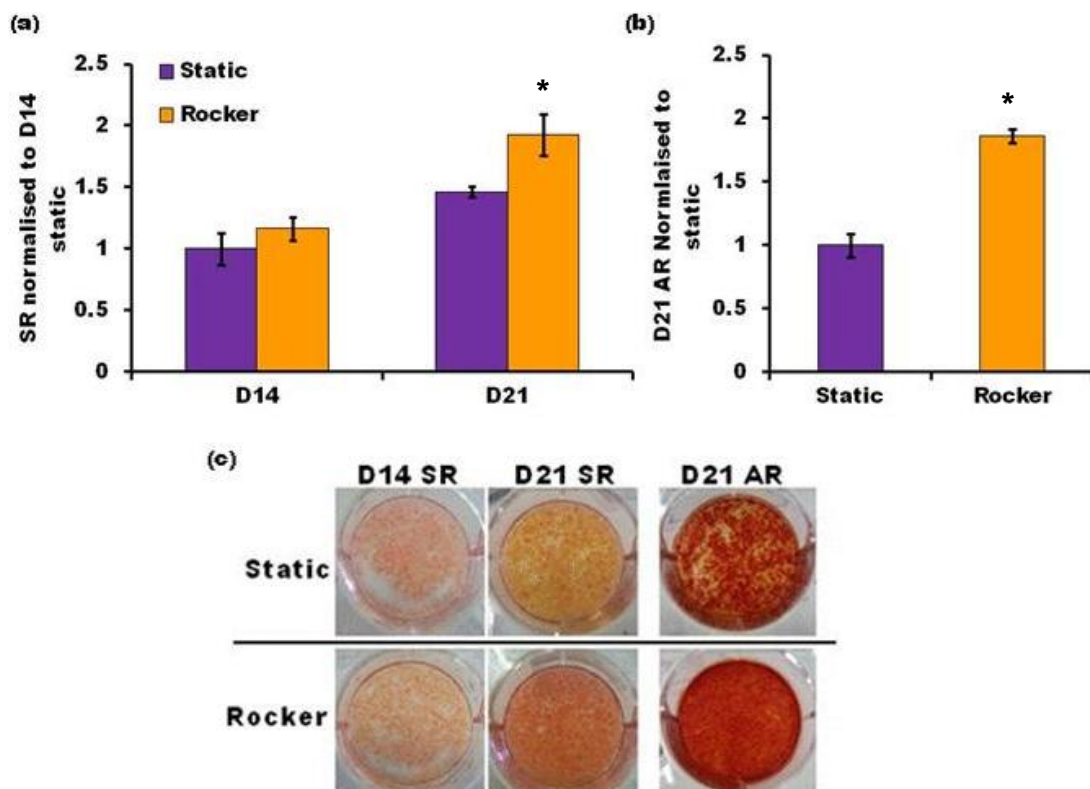 (a)
SR normalised to D14
static
2.5
2
1.5
1
0.5
0
Static
Rocker
*
D14
D21
(b)
D21 AR Normlaised to
static
2.5
2
1.5
1
0.5
0
*
Static
Rocker
(c)
D14 SR
D21 SR
D21 AR
Static
Rocker